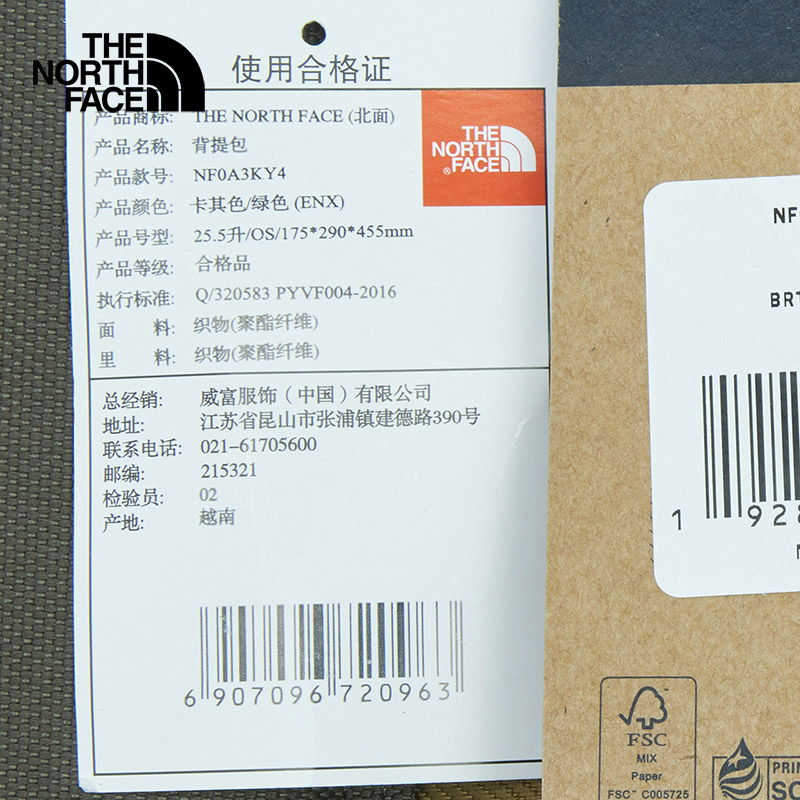 THE
NORTH
FACE
使用合格证
产品商标: THE NORTH FACE (北面)
产品名称: 背提包
产品款号: NF0A3KY4
产品颜色: 卡其色/绿色 (ENX)
产品号型: 25.5升/OS/175*290*455mm
产品等级: 合格品
执行标准: Q/320583 PYVF004-2016
面 料: 织物(聚酯纤维)
里 料: 织物(聚酯纤维)
THE
NORTH
FACE
®
总经销: 威富服饰（中国）有限公司
地址: 江苏省昆山市张浦镇建德路390号
联系电话: 021-61705600
邮编: 215321
检验员: 02
产地: 越南
6 907096 720963
NF
BRT
1 928
FSC
MIX
Paper
FSC™ C005725
PRIN
SO